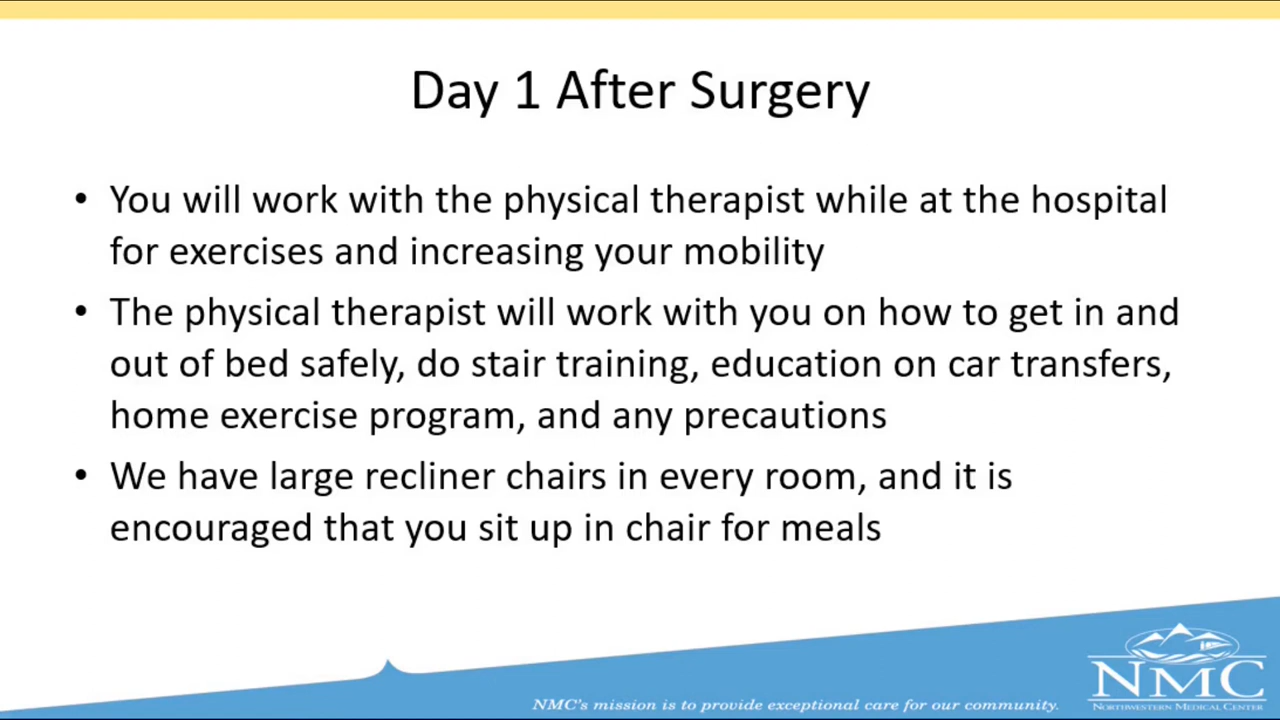 Day 1 After Surgery
• You will work with the physical therapist while at the hospital
for exercises and increasing your mobility
• The physical therapist will work with you on how to get in and
out of bed safely, do stair training, education on car transfers,
home exercise program, and any precautions
• We have large recliner chairs in every room, and it is
encouraged that you sit up in chair for meals
NMC
Northwestern Medical Center
NMC's mission is to provide exceptional care for our community.